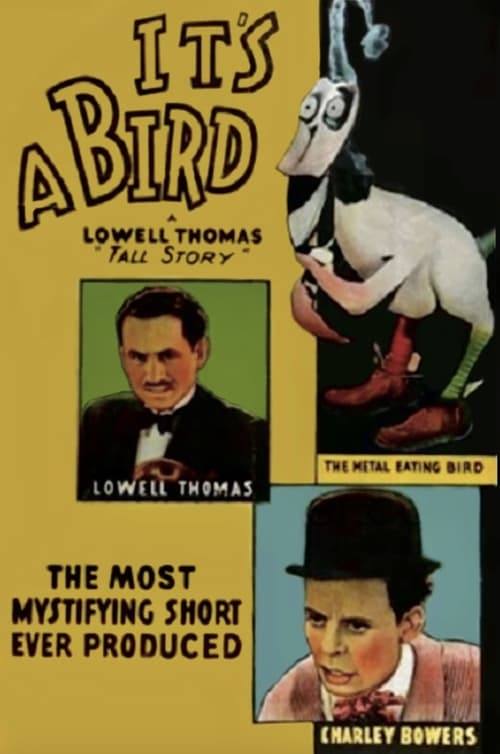 IT'S
A BIRD
A
LOWELL THOMAS
"TALL STORY"
THE METAL EATING BIRD
LOWELL THOMAS
THE MOST
MYSTIFYING SHORT
EVER PRODUCED
CHARLEY BOWERS